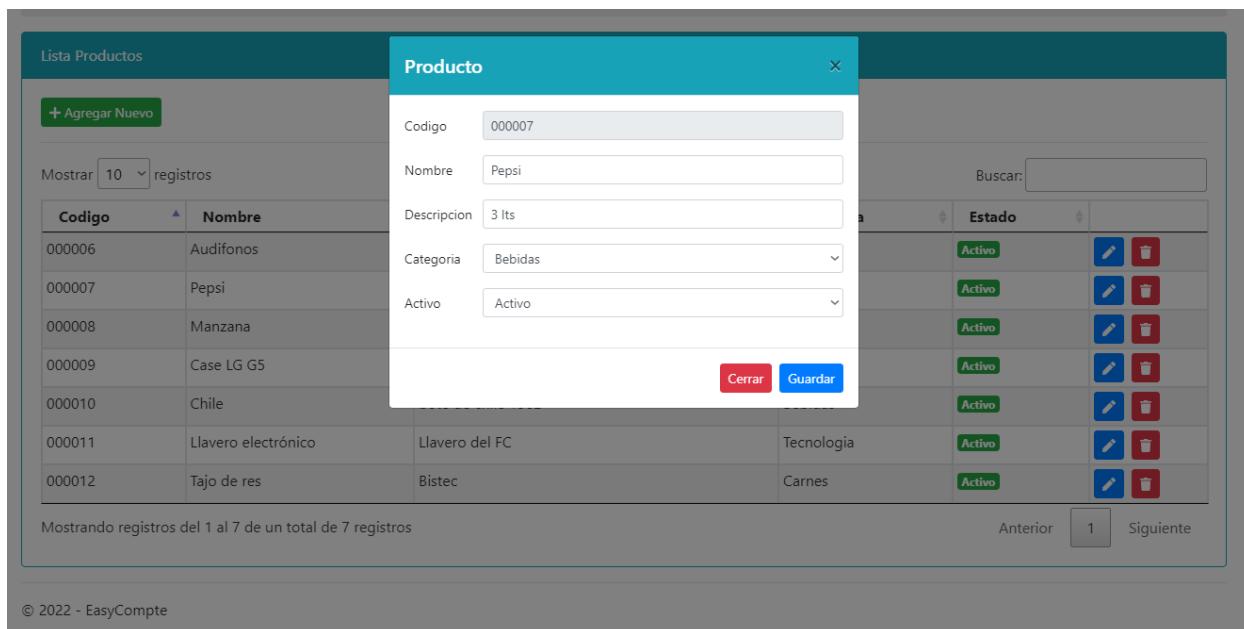 Lista Productos
Producto ×
+ Agregar Nuevo
Codigo 000007
Nombre Pepsi
Descripcion 3 lts
Categoria Bebidas
Activo Activo
Cerrar Guardar
Mostrar 10 registros Buscar:
Codigo Nombre Estado
000006 Audifonos Activo
000007 Pepsi Activo
000008 Manzana Activo
000009 Case LG G5 Activo
000010 Chile Activo
000011 Llavero electrónico Llavero del FC Tecnologia Activo
000012 Tajo de res Bistec Carnes Activo
Mostrando registros del 1 al 7 de un total de 7 registros Anterior 1 Siguiente
© 2022 - EasyCompte